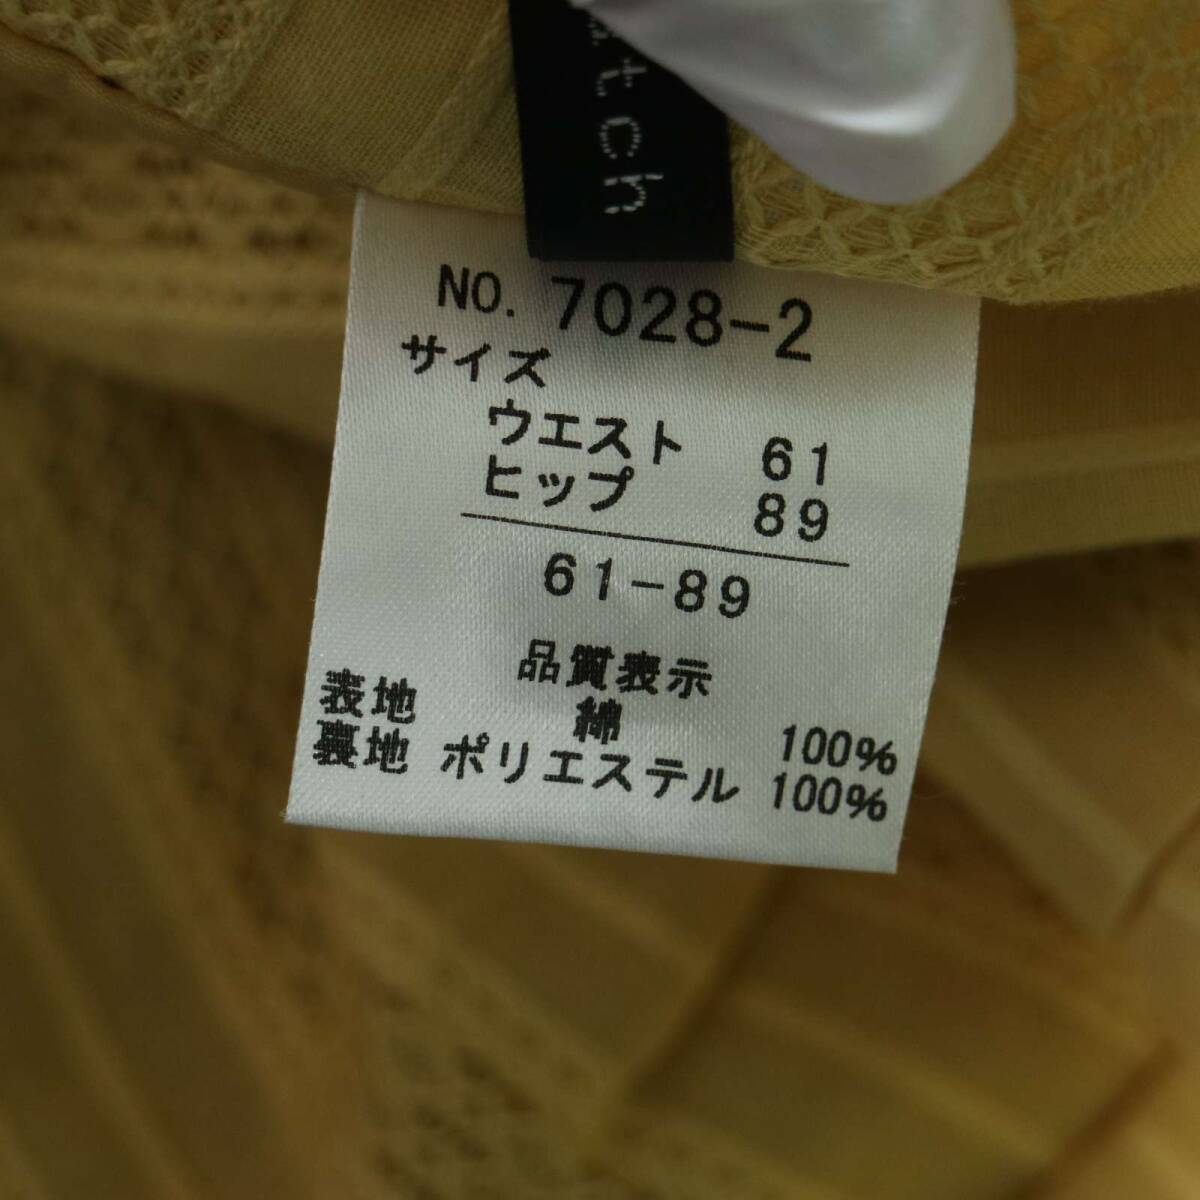 tch
NO. 7028-2
サイズ
ウエスト 61
ヒップ 89
61-89
品質表示
表地 綿 100%
裏地 ポリエステル 100%